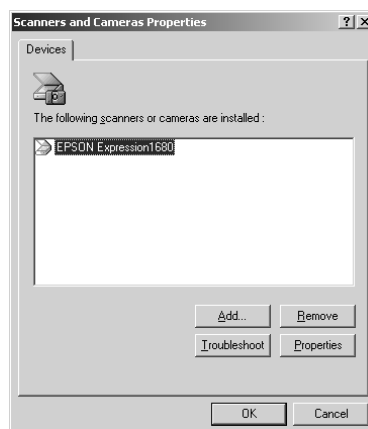 Scanners and Cameras Properties
Devices
The following scanners or cameras are installed :
EPSON Expression1680
Add... Remove
Troubleshoot Properties
OK Cancel